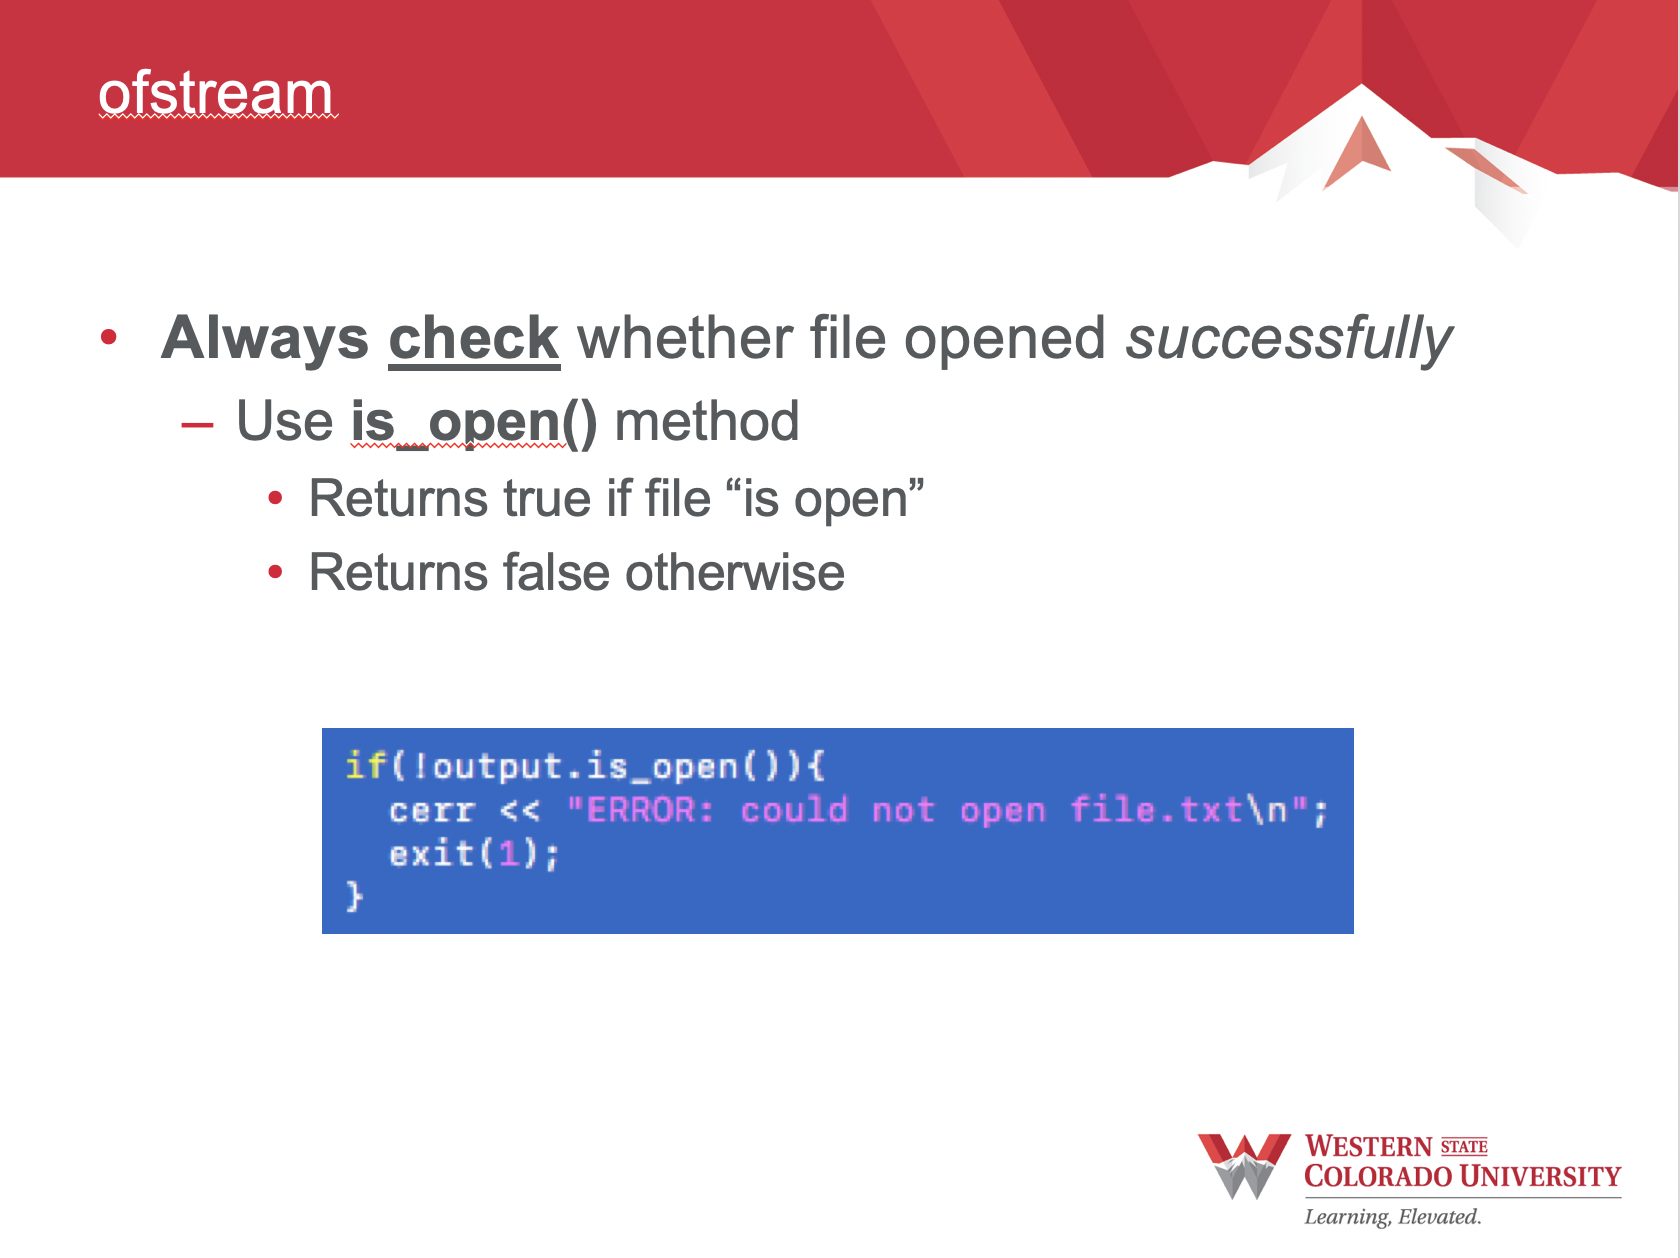 ofstream
• Always check whether file opened successfully
– Use is_open() method
• Returns true if file “is open”
• Returns false otherwise
if(!output.is_open()){
  cerr << "ERROR: could not open file.txt\n";
  exit(1);
}
WESTERN STATE
COLORADO UNIVERSITY
Learning, Elevated.